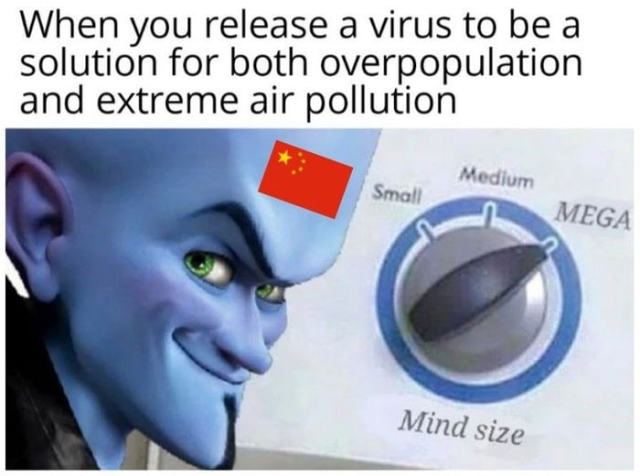 When you release a virus to be a
solution for both overpopulation
and extreme air pollution
Small
Medium
MEGA
Mind size